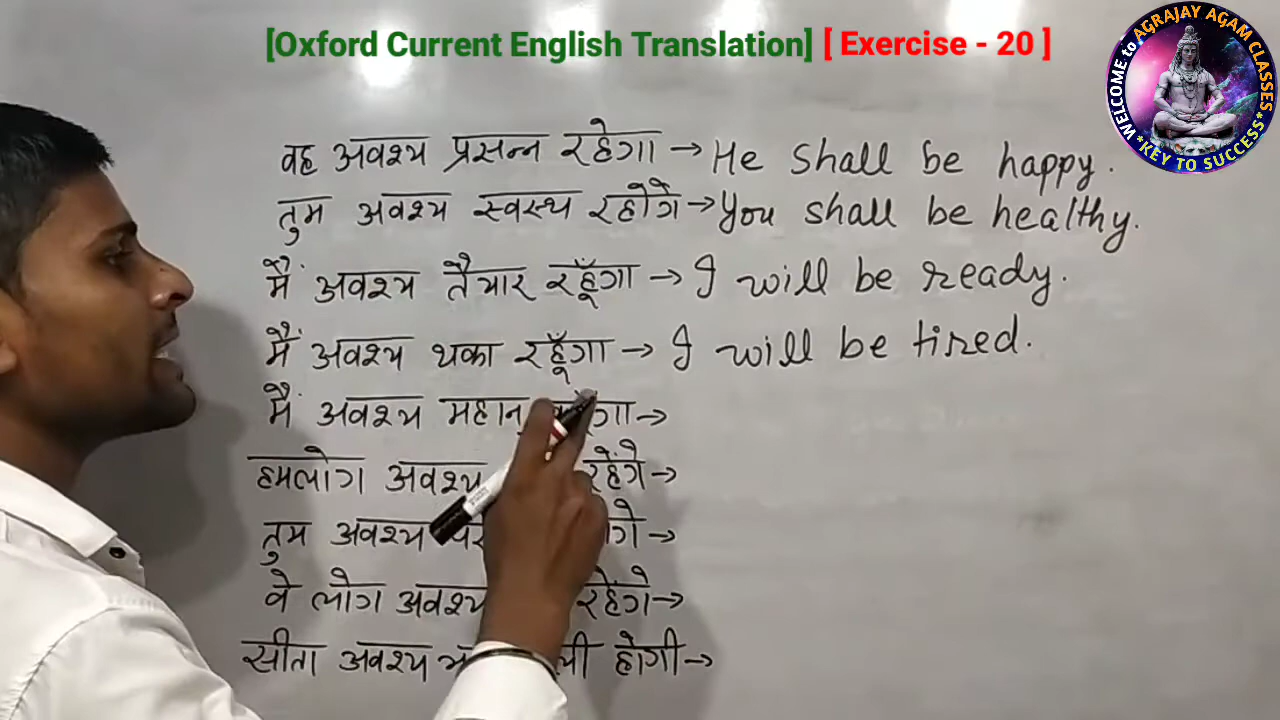 [Oxford Current English Translation] [ Exercise - 20 ]
WELCOME to AGRAJAY AGAM CLASSES
*KEY TO SUCCESS*
वह अवश्य प्रसन्न रहेगा → He shall be happy.
तुम अवश्य स्वस्थ रहोगे → You shall be healthy.
मैं अवश्य तैयार रहूँगा → I will be ready.
मैं अवश्य थका रहूँगा → I will be tired.
मैं अवश्य महान →
हमलोग अवश्य रहेंगे →
तुम अवश्य →
वे लोग अवश्य रहेंगे →
सीता अवश्य होगी →